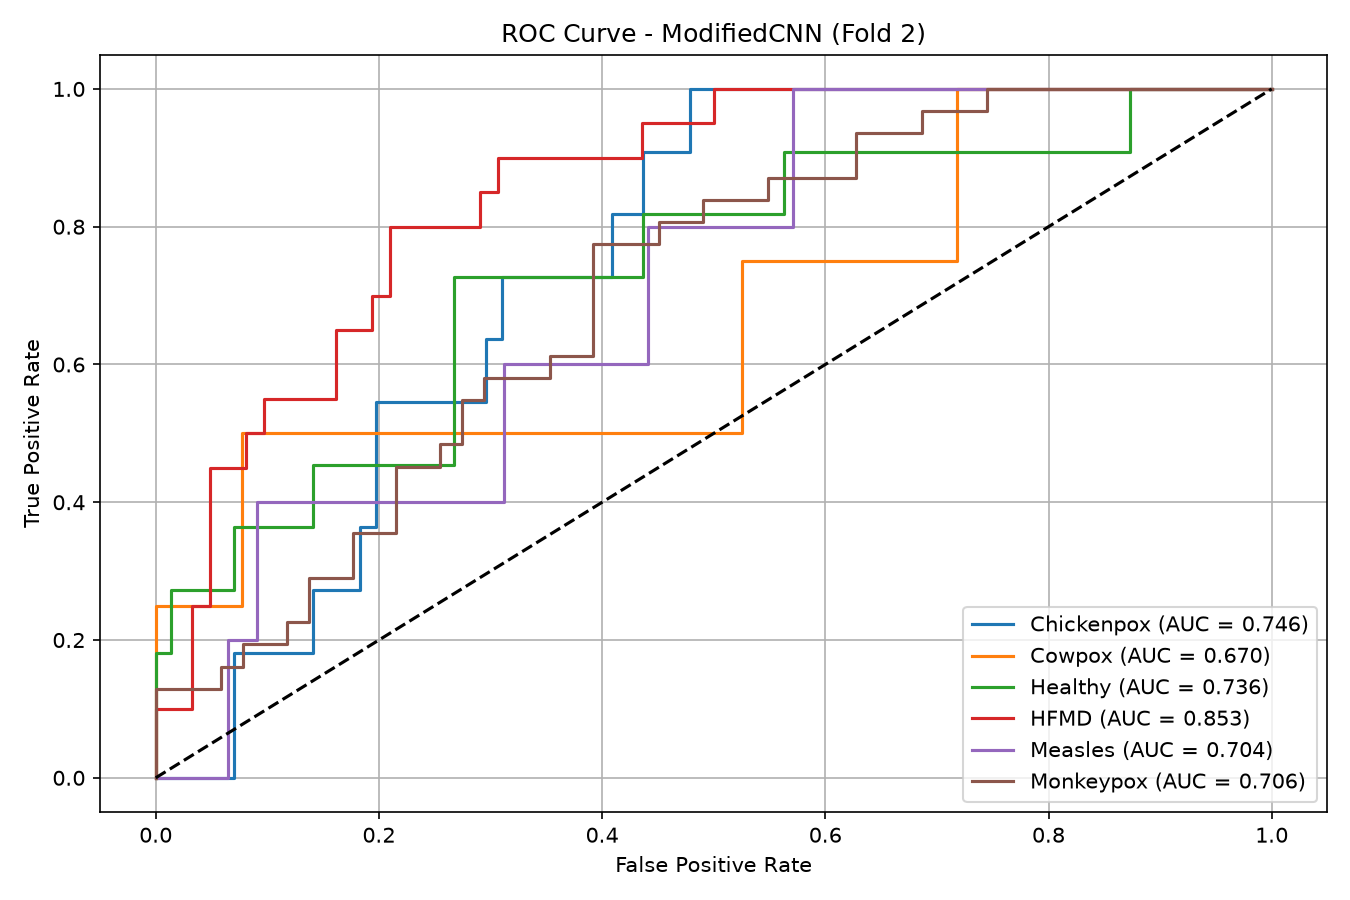 ROC Curve - ModifiedCNN (Fold 2)
True Positive Rate
1.0
0.8
0.6
0.4
0.2
0.0
Chickenpox (AUC = 0.746)
Cowpox (AUC = 0.670)
Healthy (AUC = 0.736)
HFMD (AUC = 0.853)
Measles (AUC = 0.704)
Monkeypox (AUC = 0.706)
0.0 0.2 0.4 0.6 0.8 1.0
False Positive Rate